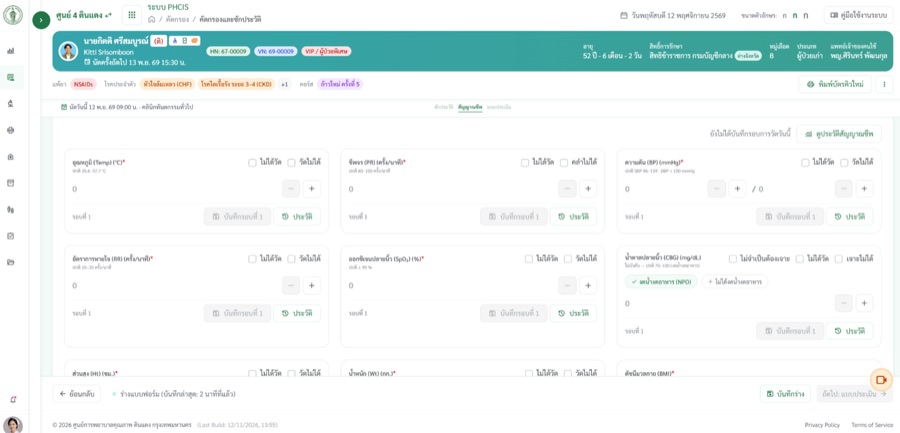 ศูนย์ 4 ดินแดง
ระบบ PHCIS
คัดกรอง / คัดกรองและซักประวัติ
วันพฤหัสบดีที่ 12 พฤศจิกายน 2569
ขนาดตัวอักษร: ก ก ก
คู่มือใช้งานระบบ
นายกิตติ ศรีสมบูรณ์
Kitti Srisomboon
นัดครั้งถัดไป 13 พ.ย. 69 15:30 น.
HN: 67-00009 VN: 69-00009 VIP / ผู้ป่วยพิเศษ
อายุ
52 ปี - 6 เดือน - 2 วัน
สิทธิการรักษา
สิทธิข้าราชการ กรมบัญชีกลาง ต่างจังหวัด
หมู่เลือด
B
ประเภท
ผู้ป่วยเก่า
แพทย์เจ้าของคนไข้
พญ.ศิรินทร์ พัฒนกุล
แพ้ยา NSAIDs โรคประจำตัว หัวใจล้มเหลว (CHF) โรคไตเรื้อรัง ระยะ 3-4 (CKD) +1 คอร์ส ผิวใหม่ ครั้งที่ 5
พิมพ์บัตรคิวใหม่
นัดวันที่ 12 พ.ย. 69 09:00 น. - คลินิกทันตกรรมทั่วไป
สัญญาณชีพ
ยังไม่ได้บันทึกรอบการวัดวันนี้
ดูประวัติสัญญาณชีพ
อุณหภูมิ (Temp) (°C)* ไม่ได้วัด วัดไม่ได้
0
รอบที่ 1 บันทึกรอบที่ 1 ประวัติ
ชีพจร (PR) (ครั้ง/นาที)* ไม่ได้วัด คลำไม่ได้
0
รอบที่ 1 บันทึกรอบที่ 1 ประวัติ
ความดัน (BP) (mmHg)* ไม่ได้วัด วัดไม่ได้
0 / 0
รอบที่ 1 บันทึกรอบที่ 1 ประวัติ
อัตราการหายใจ (RR) (ครั้ง/นาที)* ไม่ได้วัด วัดไม่ได้
0
รอบที่ 1 บันทึกรอบที่ 1 ประวัติ
ออกซิเจนปลายนิ้ว (SpO₂) (%)* ไม่ได้วัด วัดไม่ได้
0
รอบที่ 1 บันทึกรอบที่ 1 ประวัติ
น้ำตาลปลายนิ้ว (CBG) (mg/dL) ไม่จำเป็นต้องเจาะ ไม่ได้วัด เจาะไม่ได้
งดน้ำงดอาหาร (NPO) + ไม่ได้งดน้ำงดอาหาร
0
รอบที่ 1 บันทึกรอบที่ 1 ประวัติ
ส่วนสูง (Ht) (ซม.)* ไม่ได้วัด วัดไม่ได้
น้ำหนัก (Wt) (กก.)* ไม่ได้วัด วัดไม่ได้
ดัชนีมวลกาย (BMI)*
ย้อนกลับ
ร่างแบบฟอร์ม (บันทึกล่าสุด: 2 นาทีที่แล้ว)
บันทึกร่าง
ถัดไป: แบบประเมิน
© 2026 ศูนย์การพยาบาลคุณภาพ ดินแดง กรุงเทพมหานคร (Last Build: 12/11/2026, 13:55)
Privacy Policy Terms of Service